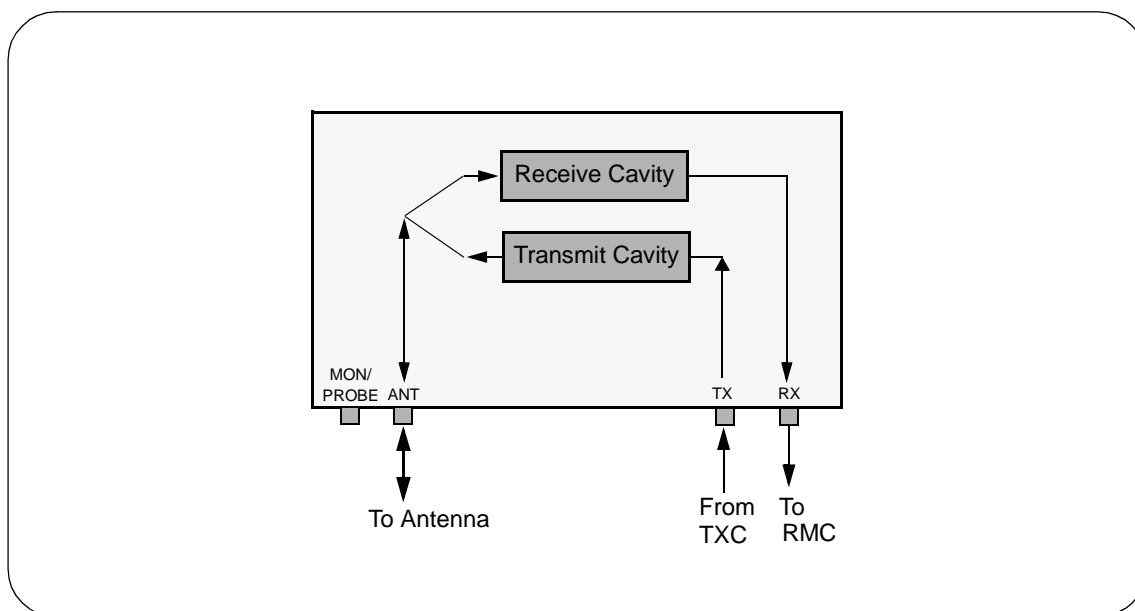 Receive Cavity
Transmit Cavity
MON/
PROBE
ANT
TX
RX
To Antenna
From
TXC
To
RMC